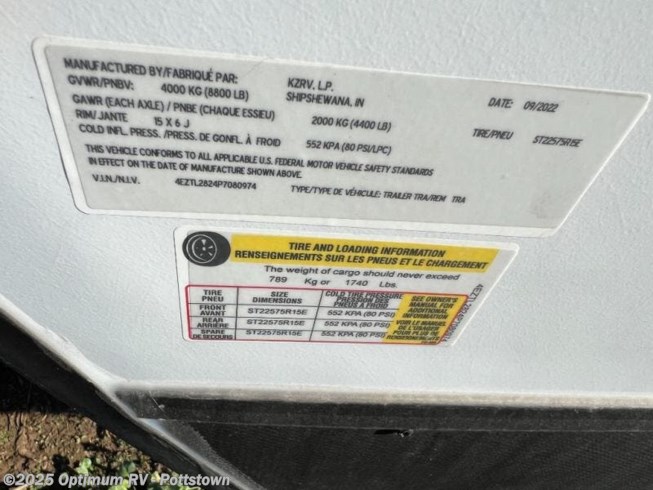 MANUFACTURED BY/FABRIQUÉ PAR: KZRV, L.P. DATE: 09/2022
GVWR/PNBV: 4000 KG (8800 LB) SHIPSHEWANA, IN
GAWR (EACH AXLE) / PNBE (CHAQUE ESSIEU) 2000 KG (4400 LB) TIRE/PNEU ST22575R15E
RIM/ JANTE 15 X 6 J
COLD INFL. PRESS. /PRESS. DE GONFL. À FROID 552 KPA (80 PSI/LPC)
THIS VEHICLE CONFORMS TO ALL APPLICABLE U.S. FEDERAL MOTOR VEHICLE SAFETY STANDARDS
IN EFFECT ON THE DATE OF MANUFACTURE SHOWN ABOVE.
V.I.N./N.I.V. 4EZTL2824P7080974 TYPE/TYPE DE VÉHICULE: TRAILER TRA/REM TRA
TIRE AND LOADING INFORMATION
RENSEIGNEMENTS SUR LES PNEUS ET LE CHARGEMENT
The weight of cargo should never exceed
789 Kg or 1740 Lbs.
TIRE PNEU
SIZE DIMENSIONS
COLD TIRE PRESSURE PRESSION DES PNEUS A FROID
SEE OWNER'S MANUAL FOR ADDITIONAL INFORMATION
FRONT AVANT ST22575R15E 552 KPA (80 PSI)
REAR ARRIÈRE ST22575R15E 552 KPA (80 PSI)
SPARE DE SECOURS ST22575R15E 552 KPA (80 PSI)
©2025 Optimum RV - Pottstown